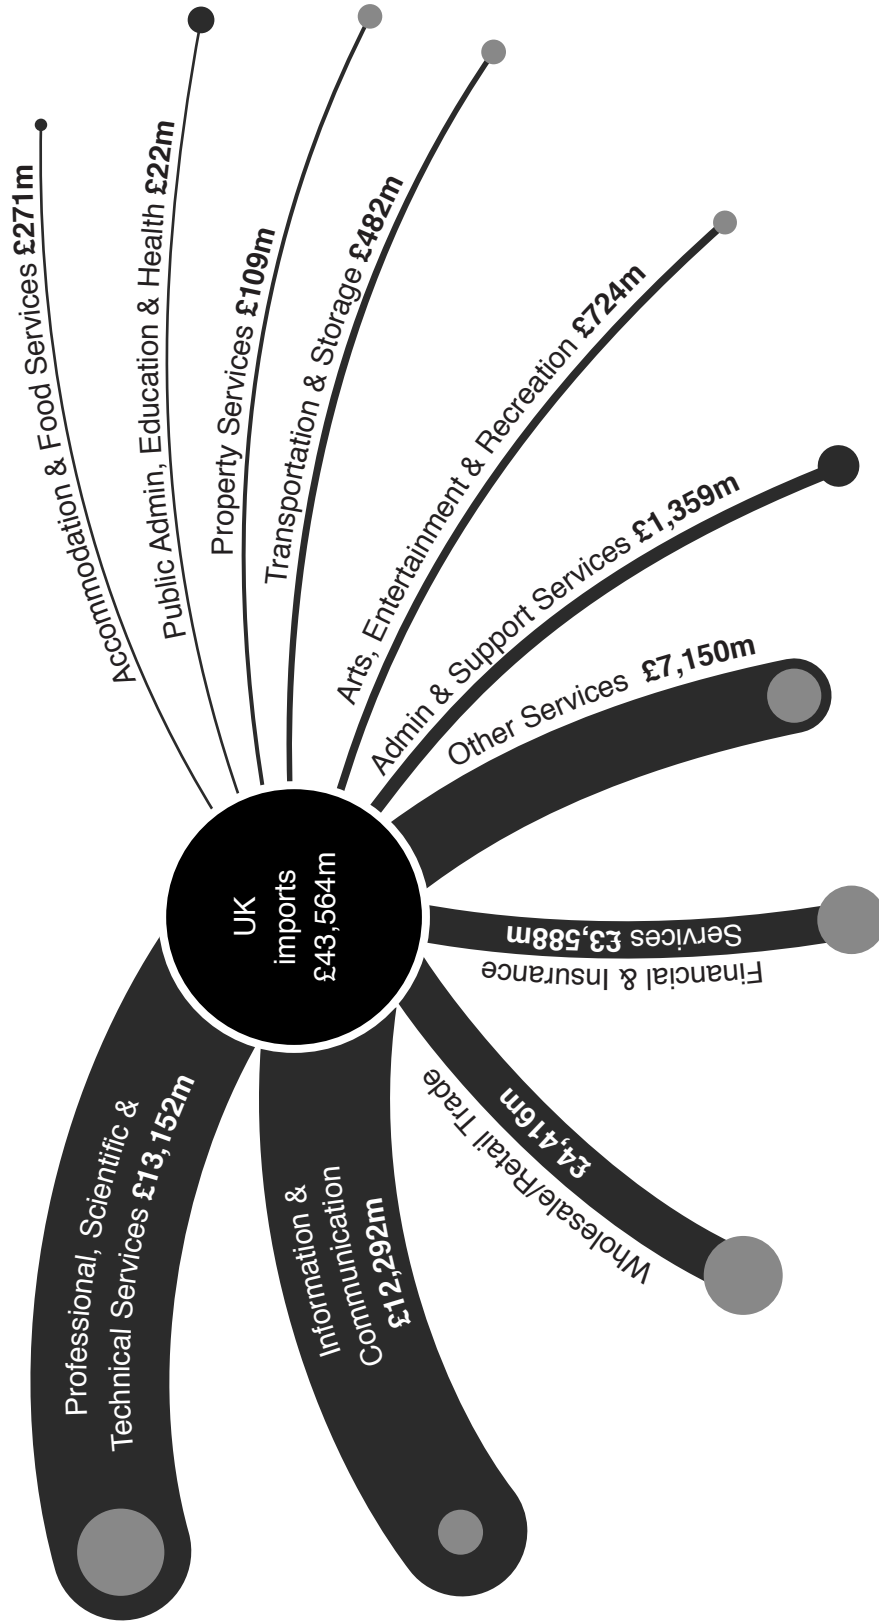 Accommodation & Food Services £271m
Public Admin, Education & Health £22m
Property Services £109m
Transportation & Storage £482m
Arts, Entertainment & Recreation £724m
Admin & Support Services £1,359m
Other Services £7,150m
Financial & Insurance
Services £3,588m
Wholesale/Retail Trade
£4,416m
Information &
Communication
£12,292m
Professional, Scientific &
Technical Services £13,152m
UK
imports
£43,564m